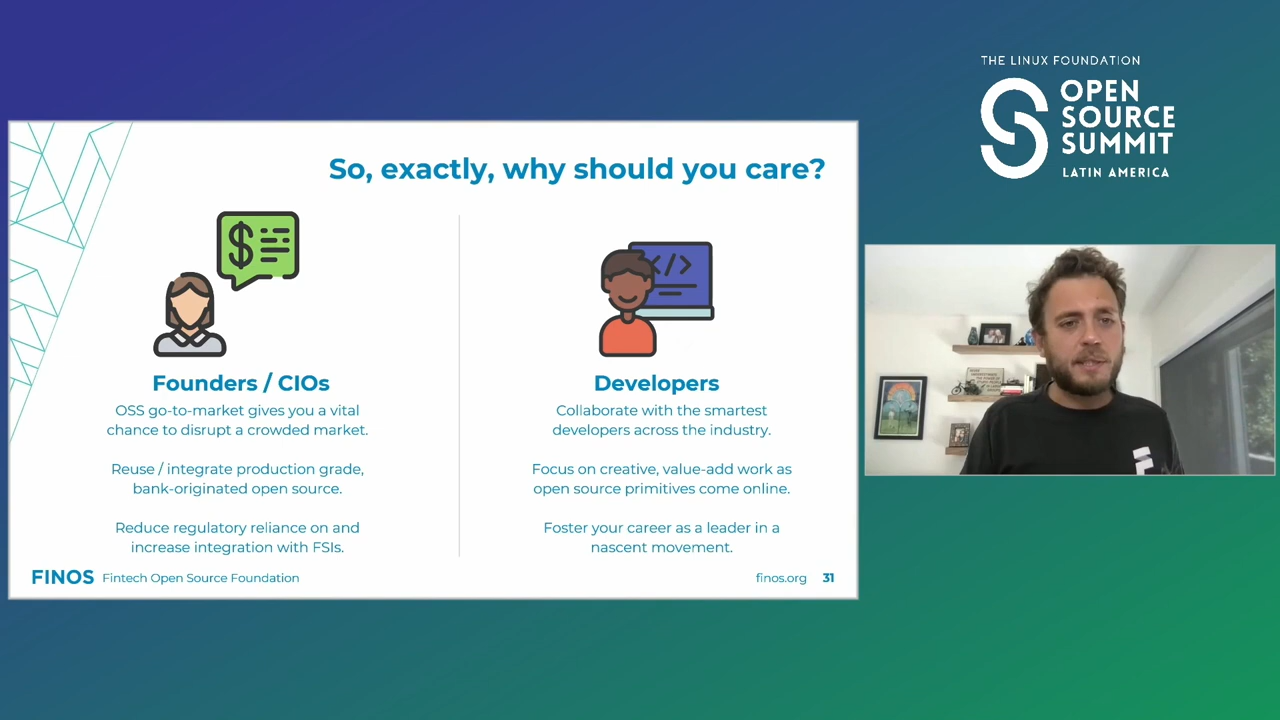 THE LINUX FOUNDATION
OPEN
SOURCE
SUMMIT
LATIN AMERICA
So, exactly, why should you care?
$
</>
Founders / CIOs
OSS go-to-market gives you a vital
chance to disrupt a crowded market.
Reuse / integrate production grade,
bank-originated open source.
Reduce regulatory reliance on and
increase integration with FSIs.
Developers
Collaborate with the smartest
developers across the industry.
Focus on creative, value-add work as
open source primitives come online.
Foster your career as a leader in a
nascent movement.
FINOS Fintech Open Source Foundation
finos.org 31